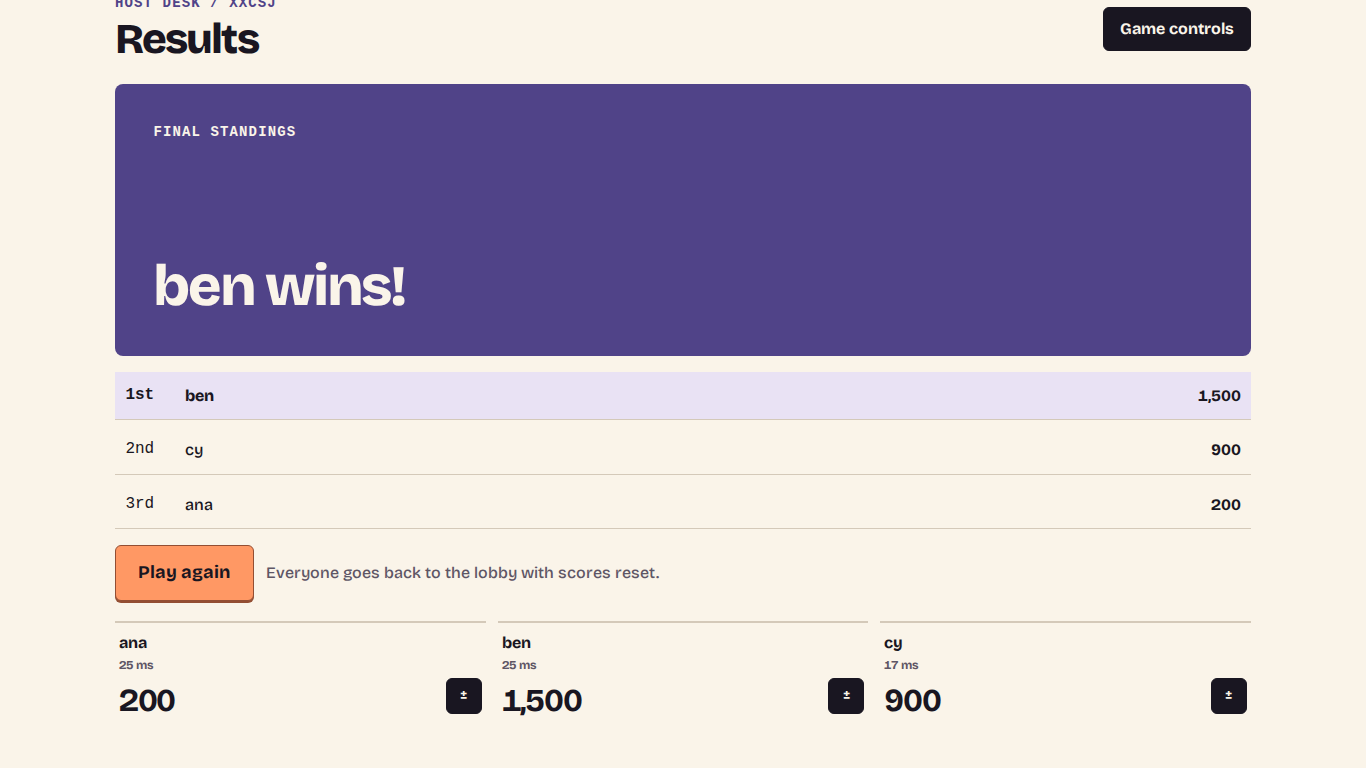 HOST DESK / XXCSJ
Results
Game controls
FINAL STANDINGS
ben wins!
1st ben 1,500
2nd cy 900
3rd ana 200
Play again Everyone goes back to the lobby with scores reset.
ana
25 ms
200 ±
ben
25 ms
1,500 ±
cy
17 ms
900 ±